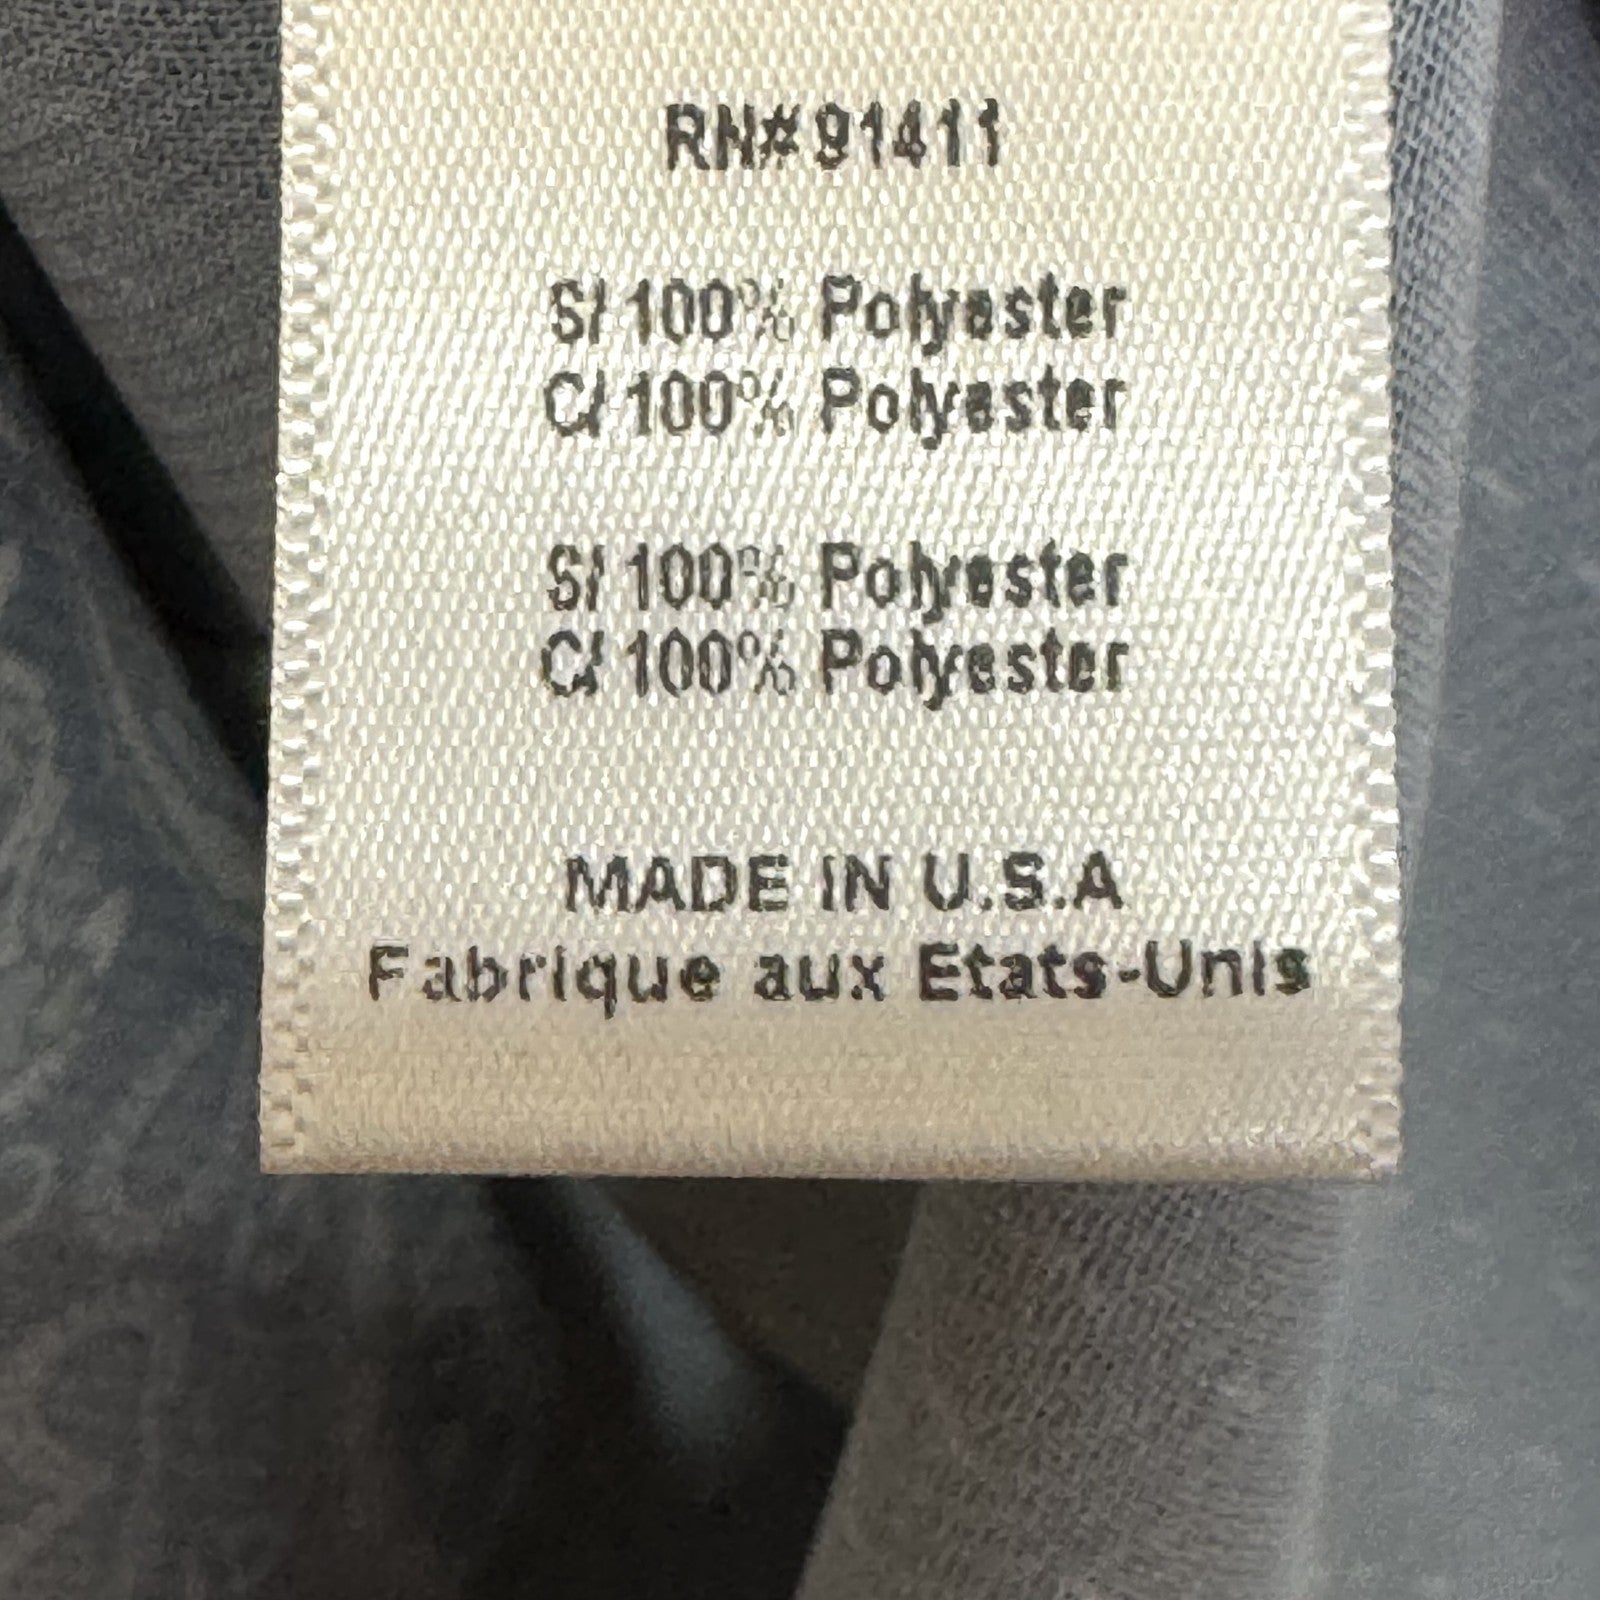 RN# 91411
S/ 100% Polyester
C/ 100% Polyester
S/ 100% Polyester
C/ 100% Polyester
MADE IN U.S.A
Fabrique aux Etats-Unis